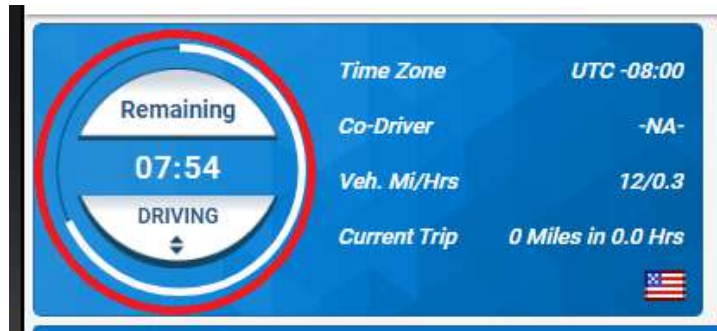 Remaining
07:54
DRIVING
Time Zone UTC -08:00
Co-Driver -NA-
Veh. Mi/Hrs 12/0.3
Current Trip 0 Miles in 0.0 Hrs